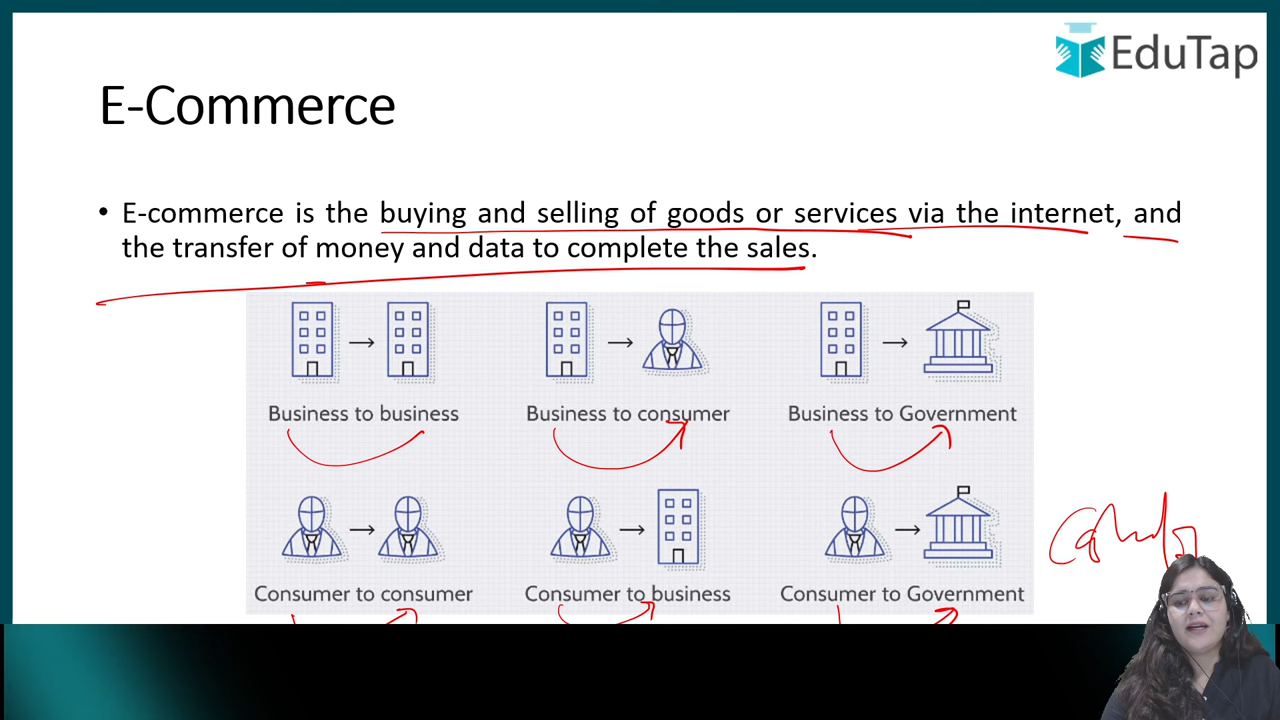 EduTap
E-Commerce
• E-commerce is the buying and selling of goods or services via the internet, and
the transfer of money and data to complete the sales.
Business to business
Business to consumer
Business to Government
Consumer to consumer
Consumer to business
Consumer to Government